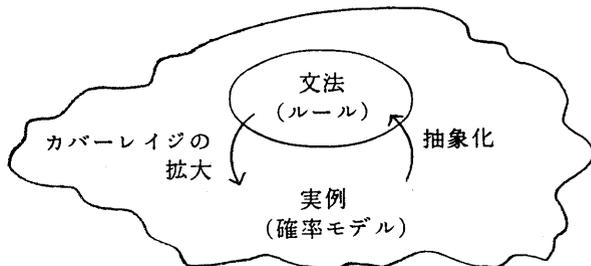 文法
(ルール)
カバーレイジの
拡大
抽象化
実例
(確率モデル)